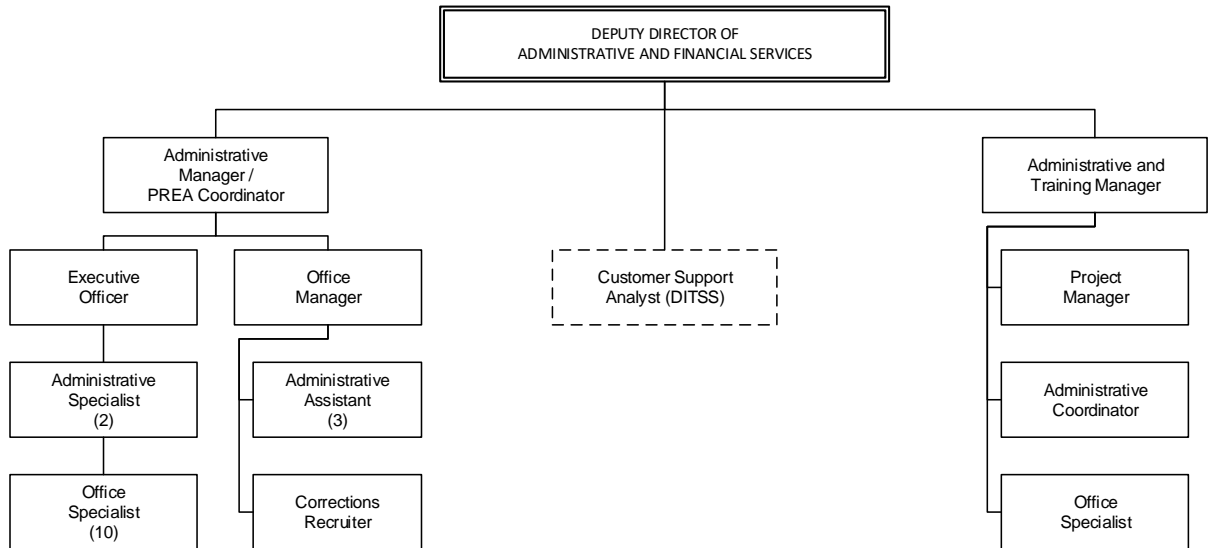 DEPUTY DIRECTOR OF
ADMINISTRATIVE AND FINANCIAL SERVICES
Administrative
Manager /
PREA Coordinator
Administrative and
Training Manager
Executive
Officer
Office
Manager
Customer Support
Analyst (DITSS)
Project
Manager
Administrative
Specialist
(2)
Administrative
Assistant
(3)
Administrative
Coordinator
Office
Specialist
(10)
Corrections
Recruiter
Office
Specialist